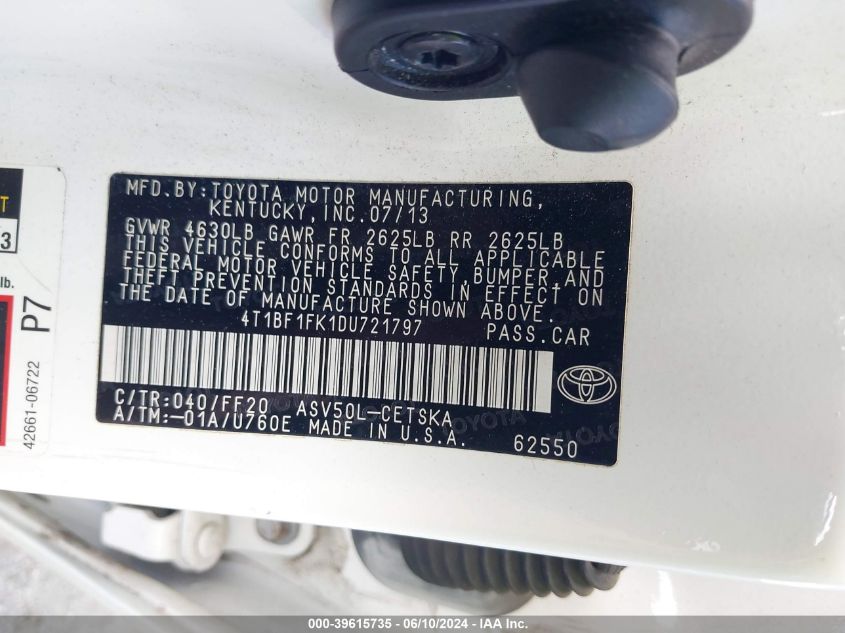 MFD.BY:TOYOTA MOTOR MANUFACTURING,
KENTUCKY, INC.07/13
GVWR 4630LB GAWR FR 2625LB RR 2625LB
THIS VEHICLE CONFORMS TO ALL APPLICABLE
FEDERAL MOTOR VEHICLE SAFETY, BUMPER, AND
THEFT PREVENTION STANDARDS IN EFFECT ON
THE DATE OF MANUFACTURE SHOWN ABOVE.
4T1BF1FK1DU721797 PASS.CAR
C/TR:040/FF20 ASV50L-CETSKA
A/TM:-01A/U760E MADE IN U.S.A. 62550
3
lb.
P7
42661-06722
000-39615735 - 06/10/2024 - IAA Inc.